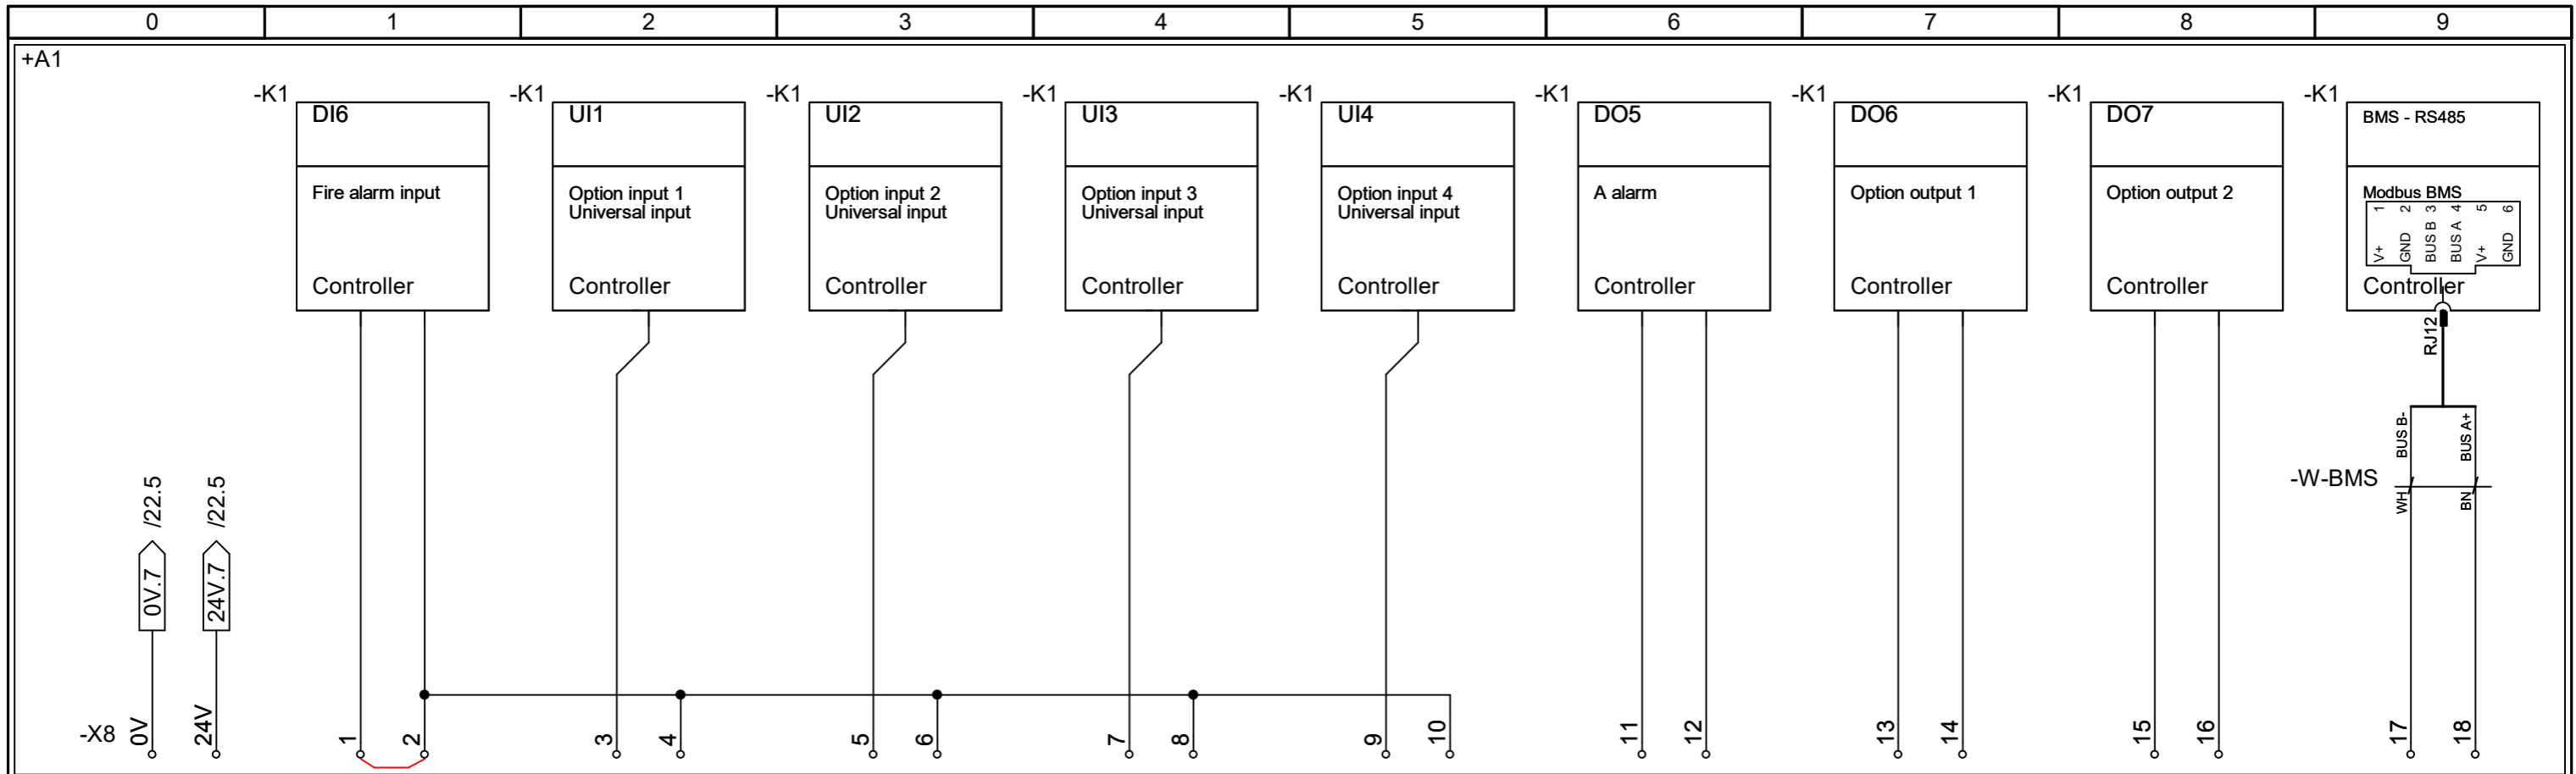 0 1 2 3 4 5 6 7 8 9
+A1
-K1 -K1 -K1 -K1 -K1 -K1 -K1 -K1 -K1
DI6 UI1 UI2 UI3 UI4 DO5 DO6 DO7 BMS - RS485
Fire alarm input
Option input 1
Universal input
Option input 2
Universal input
Option input 3
Universal input
Option input 4
Universal input
A alarm
Option output 1
Option output 2
Modbus BMS
1 2 3 4 5 6
V+ GND BUS B BUS A V+ GND
Controller Controller Controller Controller Controller Controller Controller Controller Controller
RJ12
BUS B- BUS A+
-W-BMS
WH BN
/22.5 /22.5
0V.7 24V.7
-X8 0V 24V 1 2 3 4 5 6 7 8 9 10 11 12 13 14 15 16 17 18